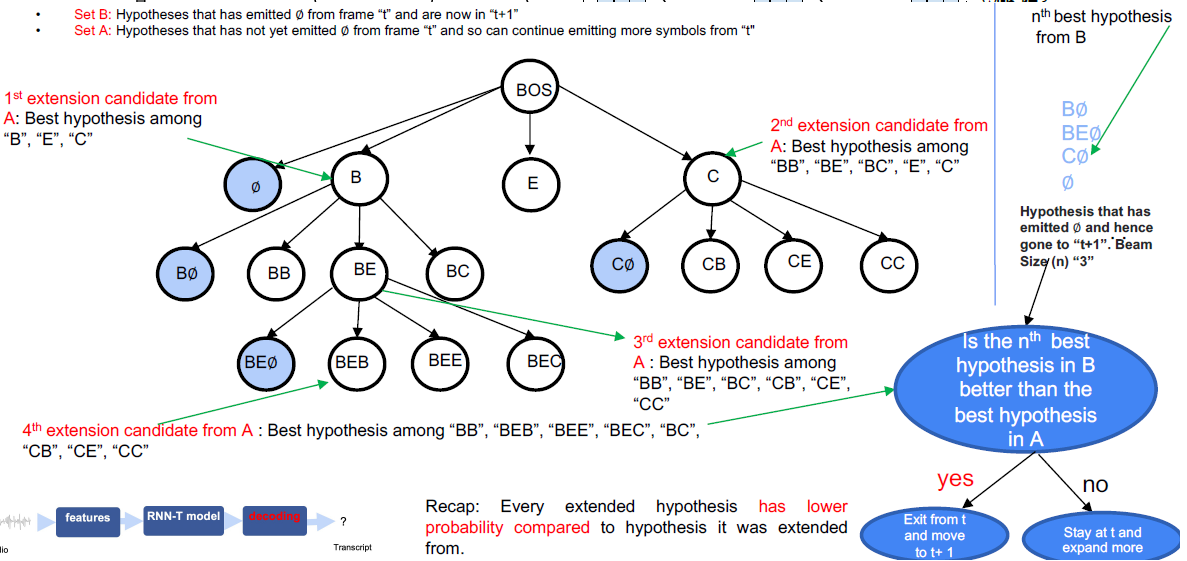 • Set B: Hypotheses that has emitted ∅ from frame “t” and are now in “t+1”
• Set A: Hypotheses that has not yet emitted ∅ from frame “t” and so can continue emitting more symbols from “t”
nth best hypothesis
from B
BOS
1st extension candidate from
A: Best hypothesis among
“B”, “E”, “C”
2nd extension candidate from
A: Best hypothesis among
“BB”, “BE”, “BC”, “E”, “C”
B∅
BE∅
C∅
∅
∅
B
E
C
Hypothesis that has
emitted ∅ and hence
gone to “t+1”. Beam
Size (n) “3”
B∅
BB
BE
BC
C∅
CB
CE
CC
BE∅
BEB
BEE
BEC
3rd extension candidate from
A : Best hypothesis among
“BB”, “BE”, “BC”, “CB”, “CE”,
“CC”
Is the nth best
hypothesis in B
better than the
best hypothesis
in A
4th extension candidate from A : Best hypothesis among “BB”, “BEB”, “BEE”, “BEC”, “BC”,
“CB”, “CE”, “CC”
yes
no
Exit from t
and move
to t+ 1
Stay at t and
expand more
features
RNN-T model
decoding
?
Transcript
Recap: Every extended hypothesis has lower
probability compared to hypothesis it was extended
from.